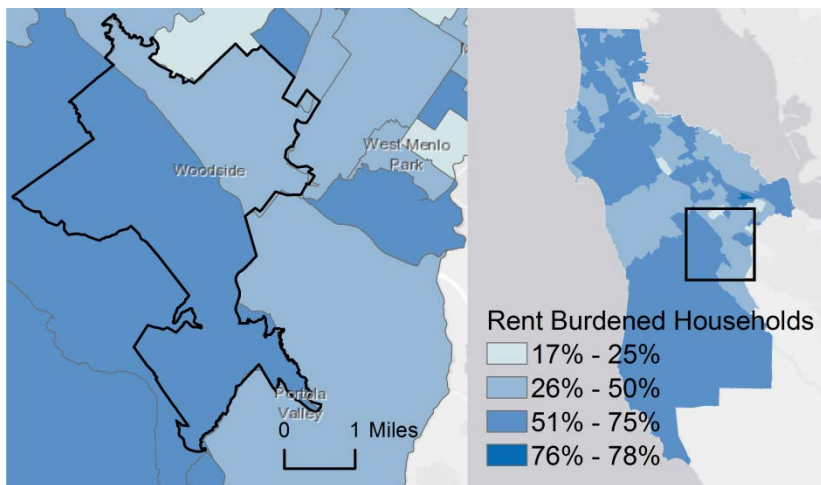 Woodside
West Menlo
Park
Portola
Valley
0 1 Miles
Rent Burdened Households
17% - 25%
26% - 50%
51% - 75%
76% - 78%